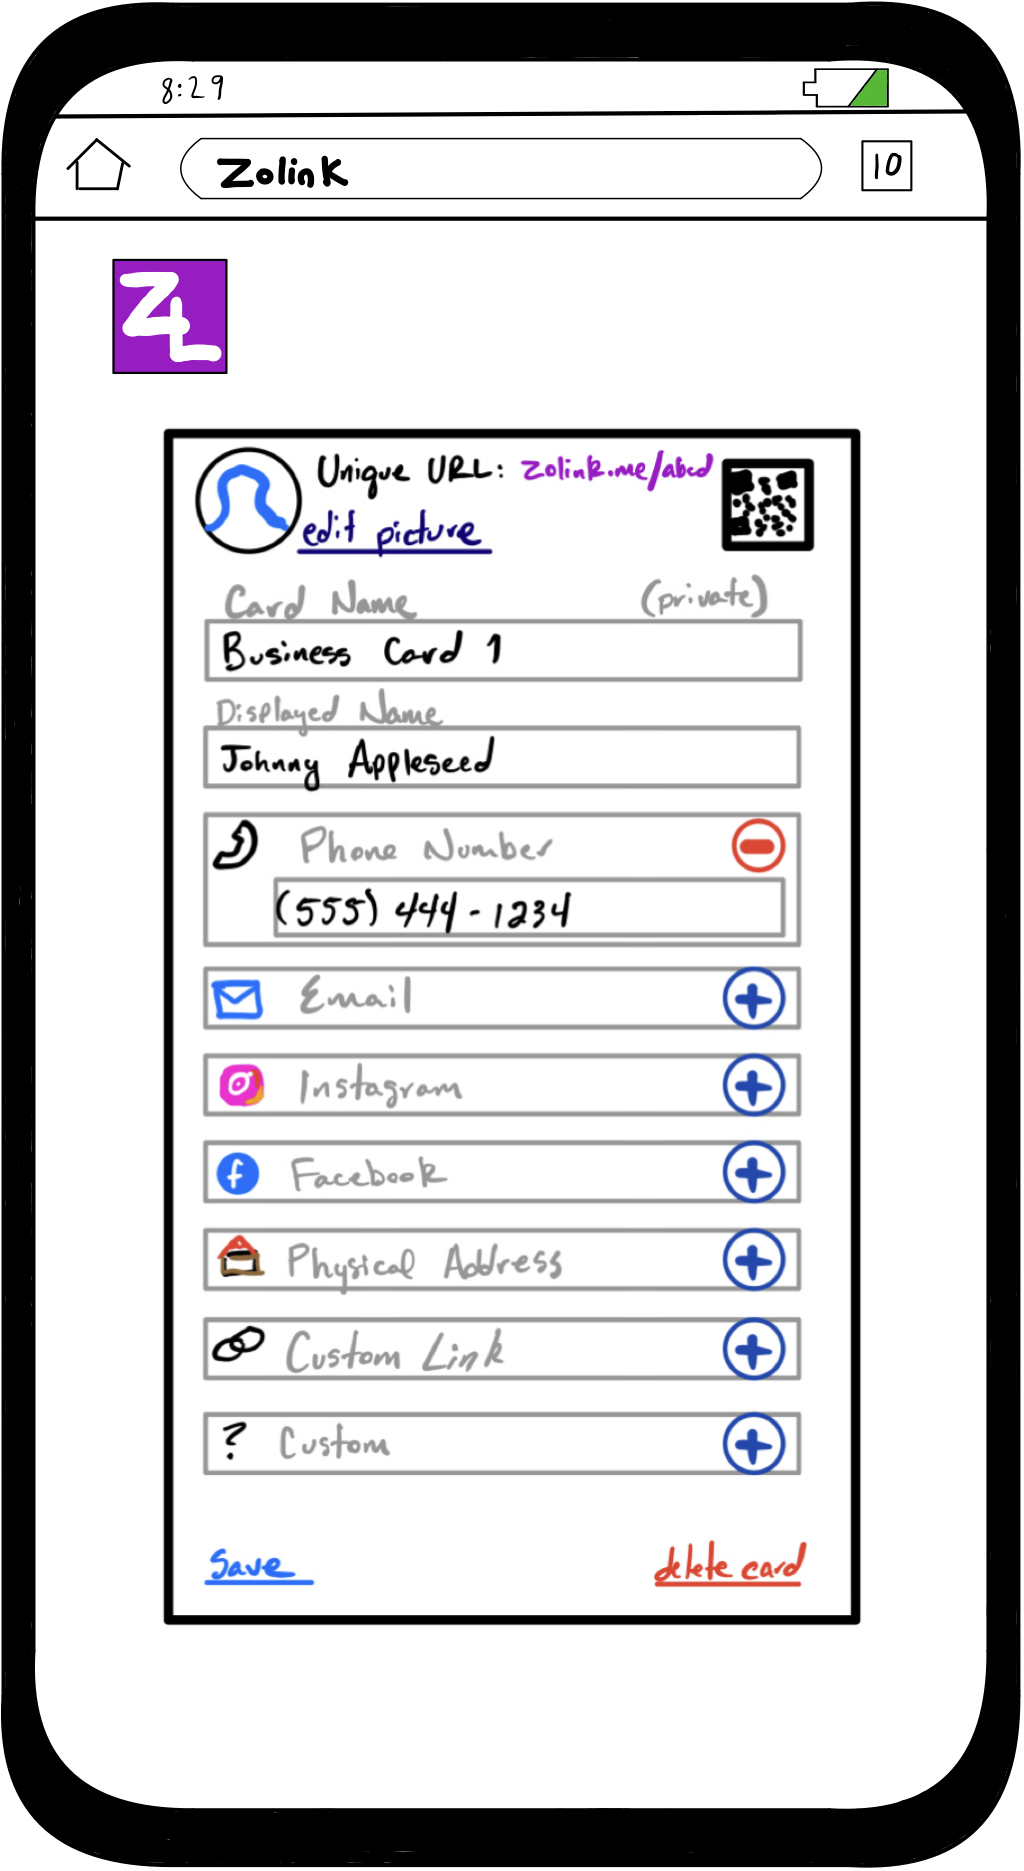 8:29
Zolink
10
ZL
Unique URL: zolink.me/abcd
edit picture
Card Name (private)
Business Card 1
Displayed Name
Johnny Appleseed
Phone Number
(555) 444-1234
Email
Instagram
f Facebook
Physical Address
Custom Link
? Custom
Save delete card